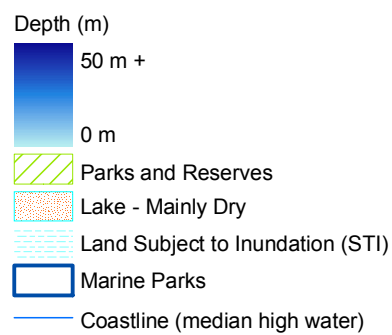 Depth (m)
50 m +
0 m
Parks and Reserves
Lake - Mainly Dry
Land Subject to Inundation (STI)
Marine Parks
Coastline (median high water)